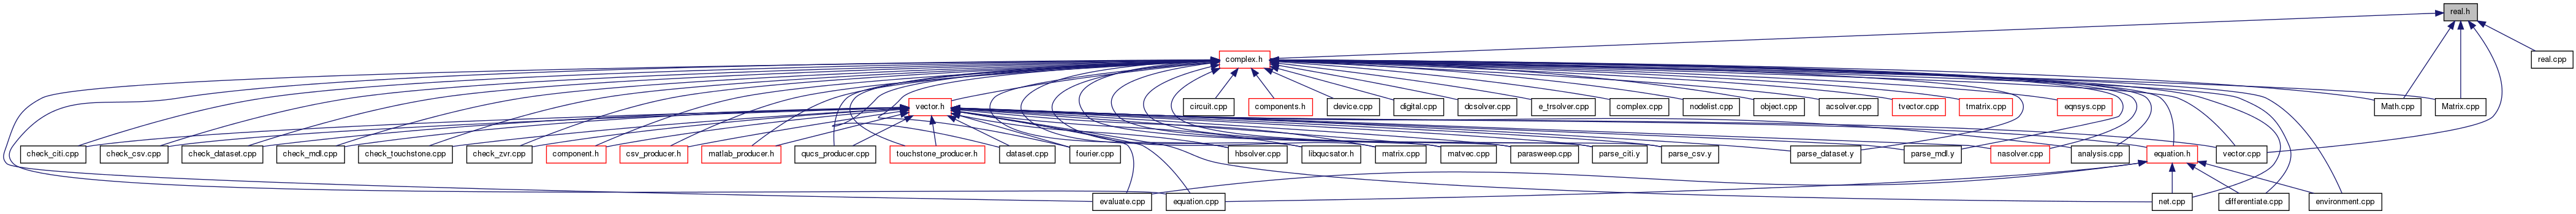 real.h
complex.h
real.cpp
vector.h
circuit.cpp
components.h
device.cpp
digital.cpp
dcsolver.cpp
e_trsolver.cpp
complex.cpp
nodelist.cpp
object.cpp
acsolver.cpp
tvector.cpp
tmatrix.cpp
eqnsys.cpp
Math.cpp
Matrix.cpp
check_citi.cpp
check_csv.cpp
check_dataset.cpp
check_mdl.cpp
check_touchstone.cpp
check_zvr.cpp
component.h
csv_producer.h
matlab_producer.h
qucs_producer.cpp
touchstone_producer.h
dataset.cpp
fourier.cpp
hbsolver.cpp
libqucsator.h
matrix.cpp
matvec.cpp
parasweep.cpp
parse_citi.y
parse_csv.y
parse_dataset.y
parse_mdl.y
nasolver.cpp
analysis.cpp
equation.h
vector.cpp
evaluate.cpp
equation.cpp
net.cpp
differentiate.cpp
environment.cpp